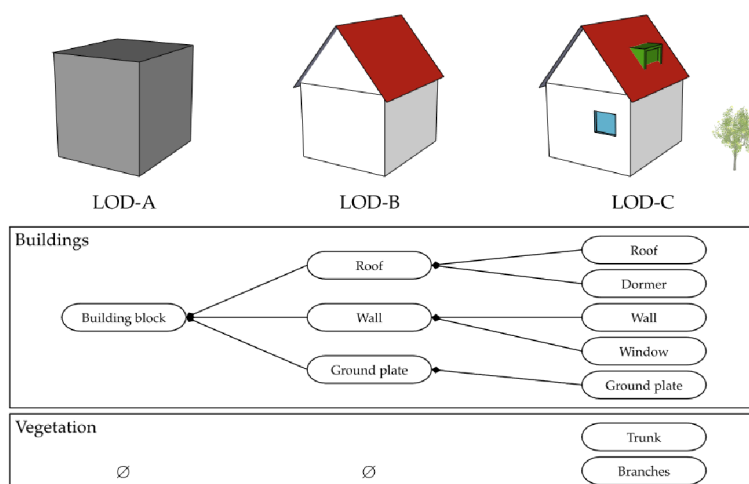 LOD-A LOD-B LOD-C
Buildings
Roof
Roof
Dormer
Building block
Wall
Wall
Window
Ground plate
Ground plate
Vegetation
Trunk
∅ ∅ Branches